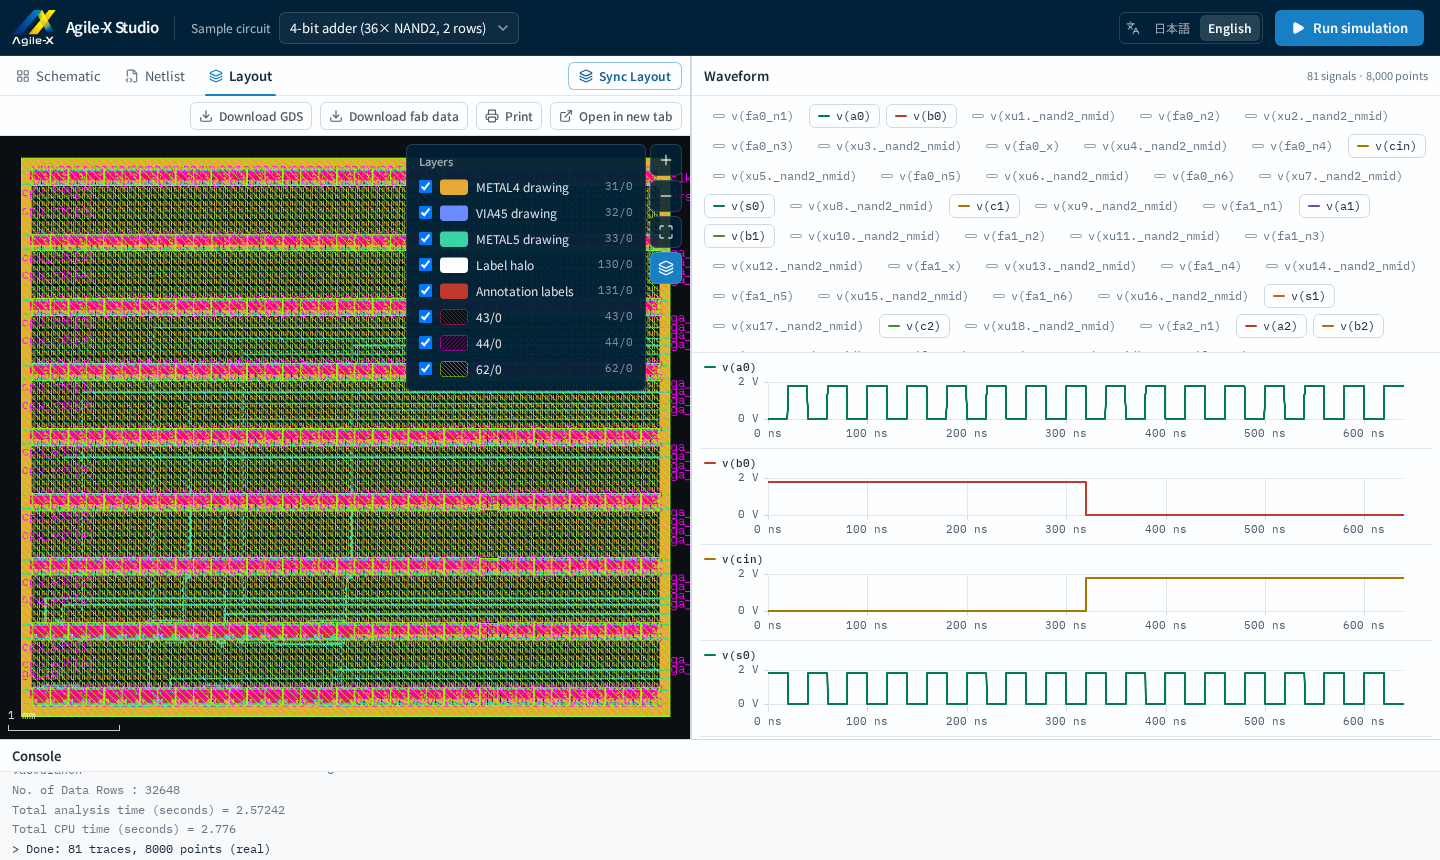 Agile-X
Agile-X Studio
Sample circuit
4-bit adder (36× NAND2, 2 rows)
日本語
English
Run simulation
Schematic
Netlist
Layout
Sync Layout
Download GDS
Download fab data
Print
Open in new tab
Layers
METAL4 drawing 31/0
VIA45 drawing 32/0
METAL5 drawing 33/0
Label halo 130/0
Annotation labels 131/0
43/0 43/0
44/0 44/0
62/0 62/0
1 mm
Waveform
81 signals · 8,000 points
v(fa0_n1) v(a0) v(b0) v(xu1._nand2_nmid) v(fa0_n2) v(xu2._nand2_nmid)
v(fa0_n3) v(xu3._nand2_nmid) v(fa0_x) v(xu4._nand2_nmid) v(fa0_n4) v(cin)
v(xu5._nand2_nmid) v(fa0_n5) v(xu6._nand2_nmid) v(fa0_n6) v(xu7._nand2_nmid)
v(s0) v(xu8._nand2_nmid) v(c1) v(xu9._nand2_nmid) v(fa1_n1) v(a1)
v(b1) v(xu10._nand2_nmid) v(fa1_n2) v(xu11._nand2_nmid) v(fa1_n3)
v(xu12._nand2_nmid) v(fa1_x) v(xu13._nand2_nmid) v(fa1_n4) v(xu14._nand2_nmid)
v(fa1_n5) v(xu15._nand2_nmid) v(fa1_n6) v(xu16._nand2_nmid) v(s1)
v(xu17._nand2_nmid) v(c2) v(xu18._nand2_nmid) v(fa2_n1) v(a2) v(b2)
v(a0)
2 V
0 V
0 ns 100 ns 200 ns 300 ns 400 ns 500 ns 600 ns
v(b0)
2 V
0 V
0 ns 100 ns 200 ns 300 ns 400 ns 500 ns 600 ns
v(cin)
2 V
0 V
0 ns 100 ns 200 ns 300 ns 400 ns 500 ns 600 ns
v(s0)
2 V
0 V
0 ns 100 ns 200 ns 300 ns 400 ns 500 ns 600 ns
Console
No. of Data Rows : 32648
Total analysis time (seconds) = 2.57242
Total CPU time (seconds) = 2.776
> Done: 81 traces, 8000 points (real)